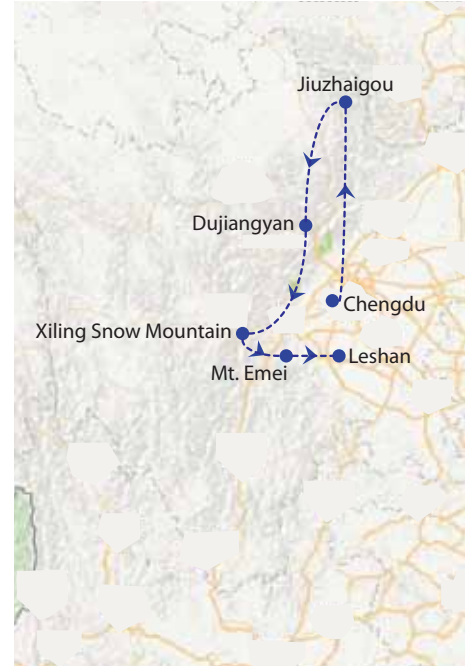 Jiuzhaigou
Dujiangyan
Chengdu
Xiling Snow Mountain
Leshan
Mt. Emei